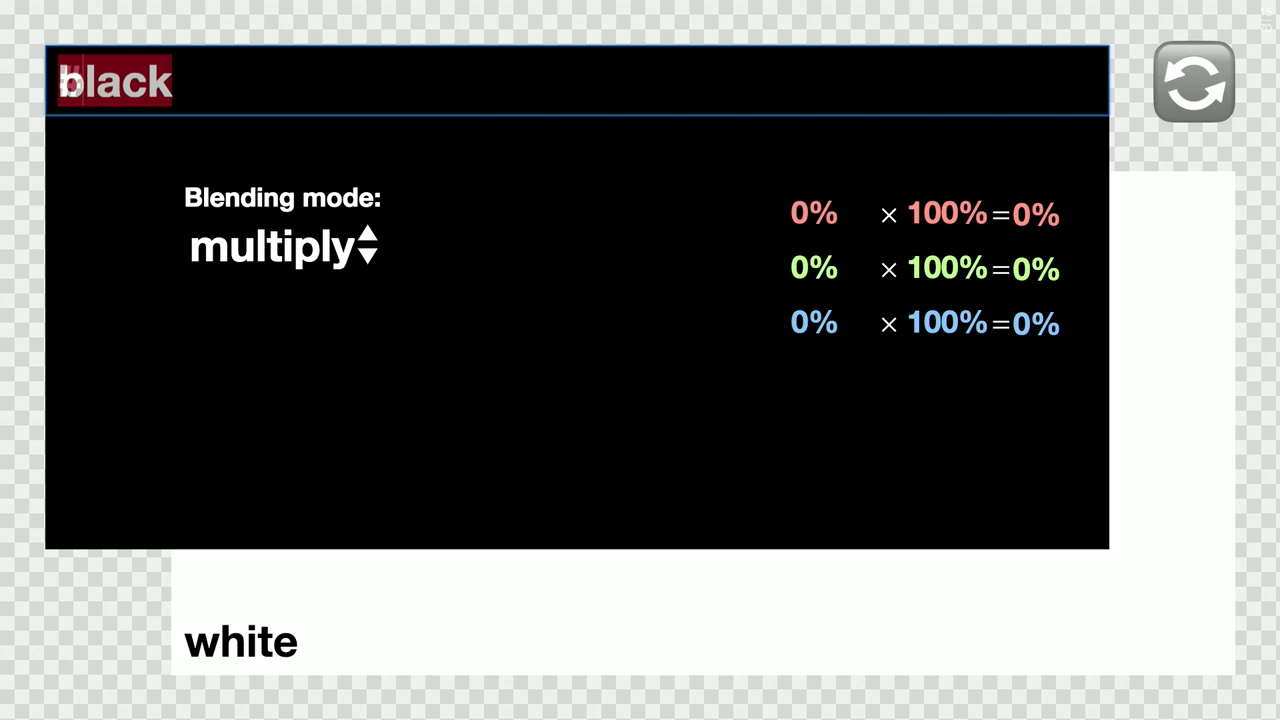 black
Blending mode:
multiply
0% × 100% = 0%
0% × 100% = 0%
0% × 100% = 0%
white